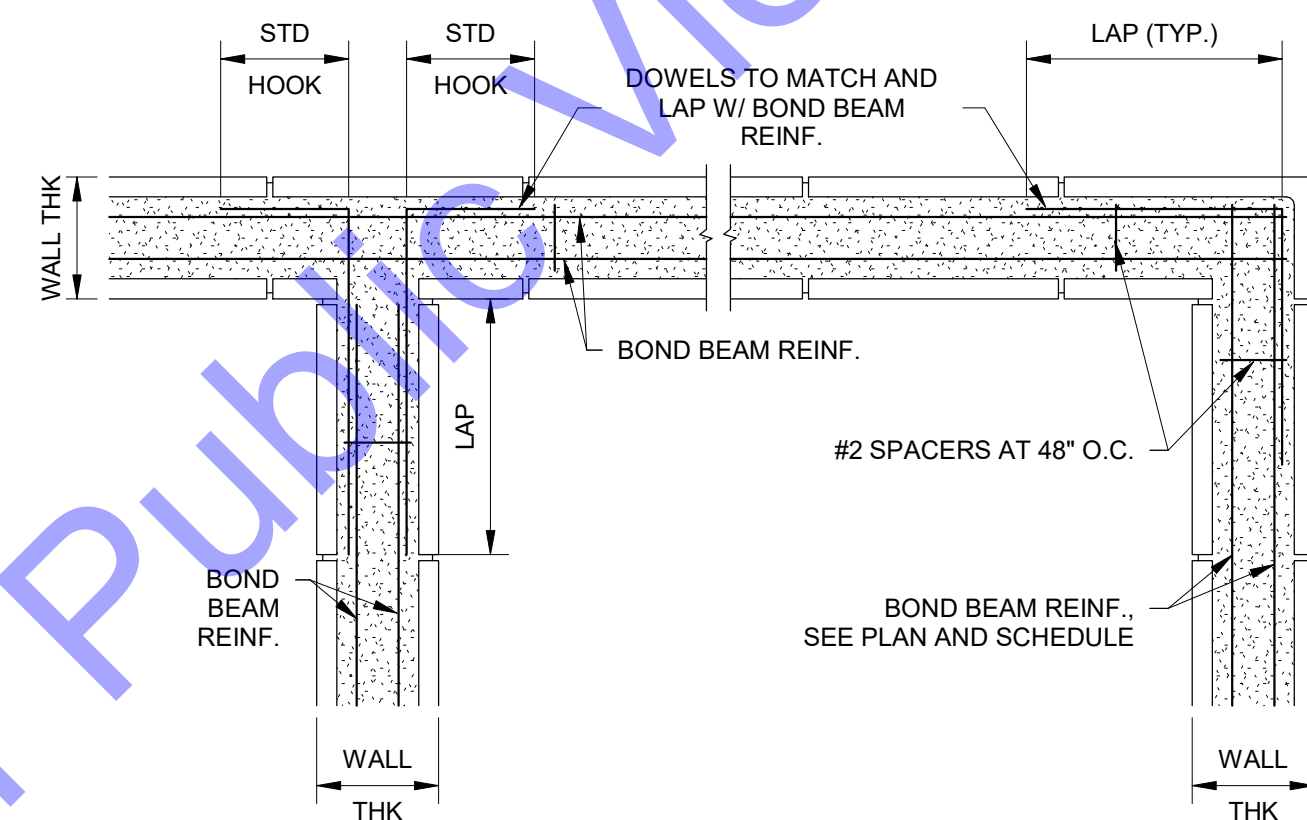 STD
HOOK
STD
HOOK
LAP (TYP.)
DOWELS TO MATCH AND
LAP W/ BOND BEAM
REINF.
WALL THK
BOND BEAM REINF.
LAP
#2 SPACERS AT 48" O.C.
BOND
BEAM
REINF.
BOND BEAM REINF.,
SEE PLAN AND SCHEDULE
WALL
THK
WALL
THK
Public